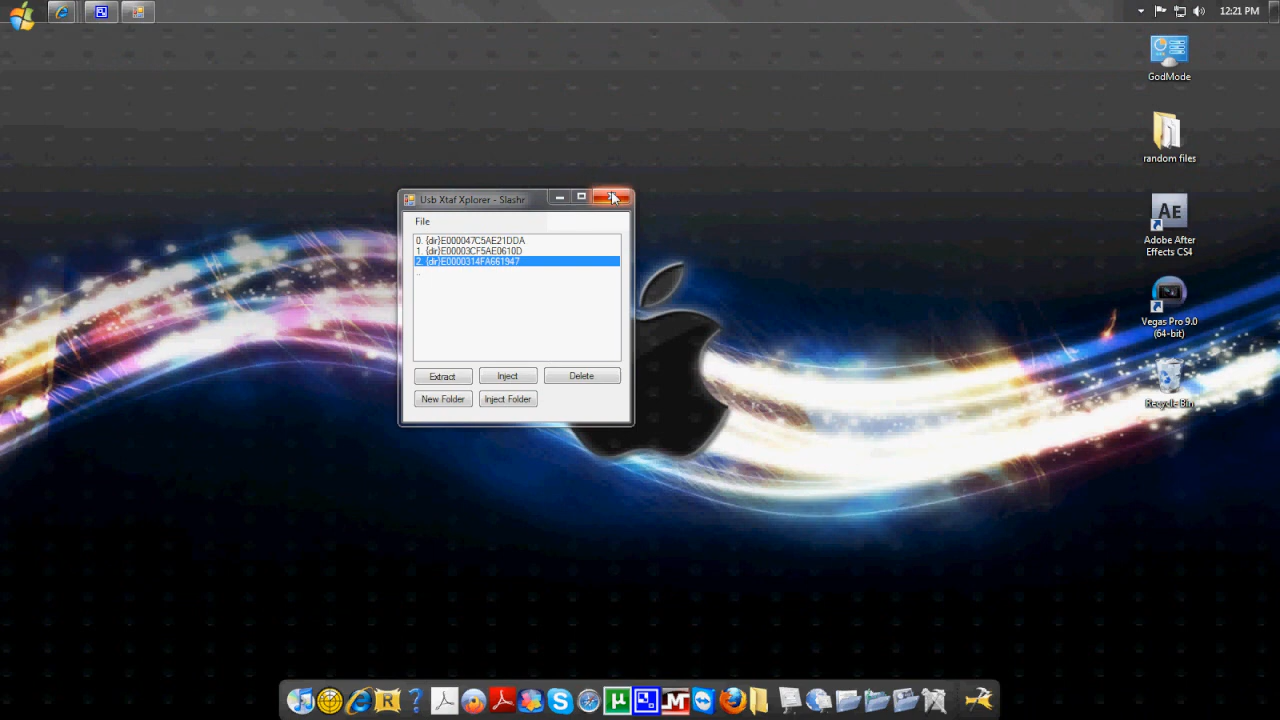 12:21 PM
GodMode
random files
AE
Adobe After
Effects CS4
Vegas Pro 9.0
(64-bit)
Recycle Bin
Usb Xtaf Xplorer - Slashr
File
0. {dir}E000047C5AE21DDA
1. {dir}E00003CF5AE0610D
2. {dir}E0000314FA661947
..
Extract
Inject
Delete
New Folder
Inject Folder